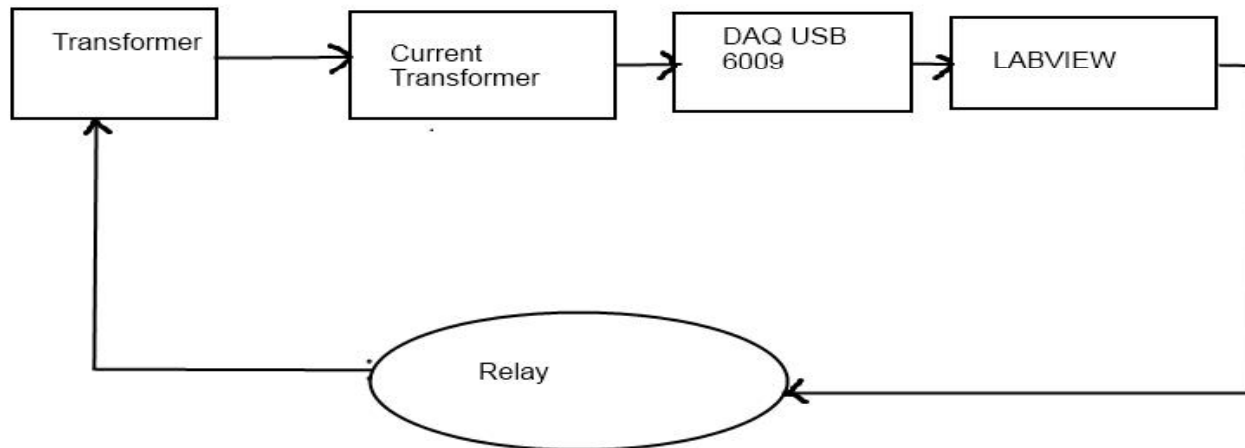 Transformer
Current
Transformer
DAQ USB
6009
LABVIEW
Relay